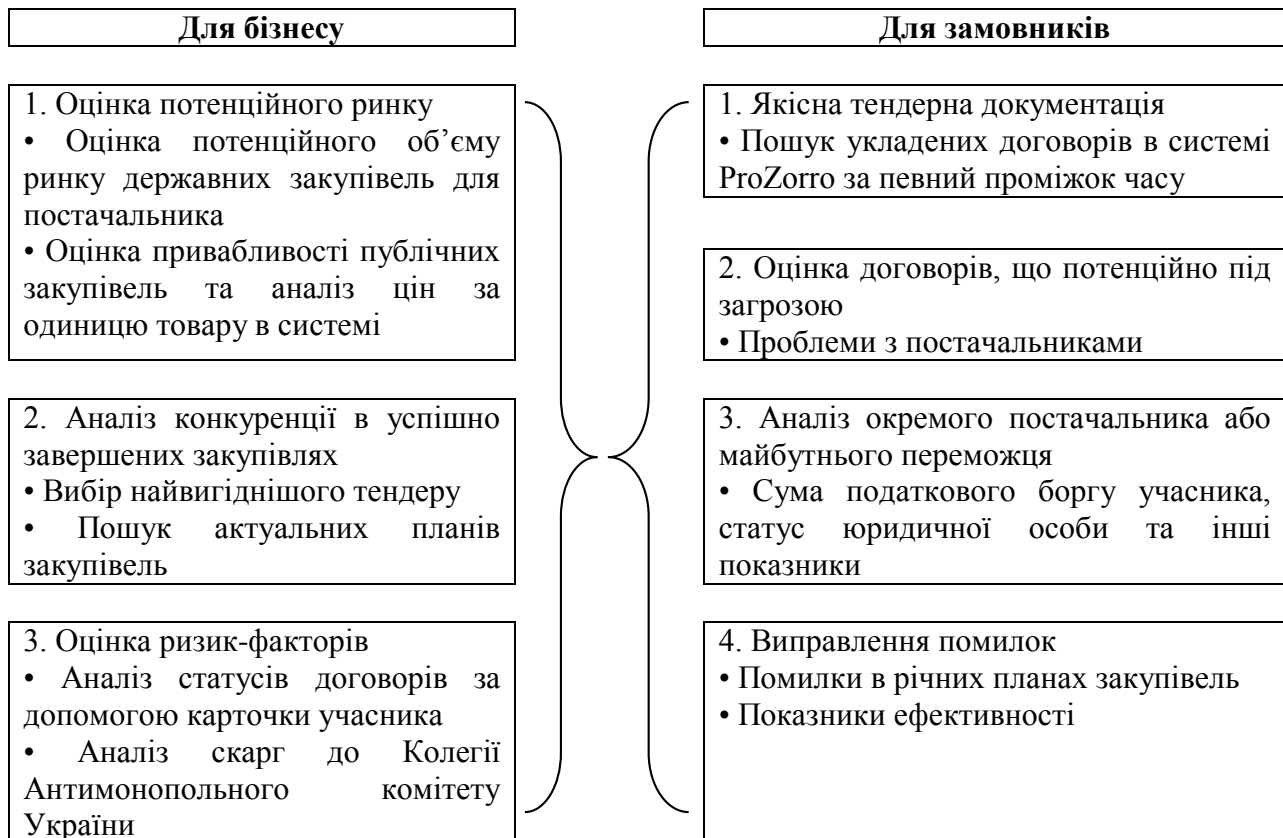 Для бізнесу
1. Оцінка потенційного ринку
• Оцінка потенційного об’єму
ринку державних закупівель для
постачальника
• Оцінка привабливості публічних
закупівель та аналіз цін за
одиницю товару в системі
2. Аналіз конкуренції в успішно
завершених закупівлях
• Вибір найвигіднішого тендеру
• Пошук актуальних планів
закупівель
3. Оцінка ризик-факторів
• Аналіз статусів договорів за
допомогою карточки учасника
• Аналіз скарг до Колегії
Антимонопольного комітету
України
Для замовників
1. Якісна тендерна документація
• Пошук укладених договорів в системі
ProZorro за певний проміжок часу
2. Оцінка договорів, що потенційно під
загрозою
• Проблеми з постачальниками
3. Аналіз окремого постачальника або
майбутнього переможця
• Сума податкового боргу учасника,
статус юридичної особи та інші
показники
4. Виправлення помилок
• Помилки в річних планах закупівель
• Показники ефективності